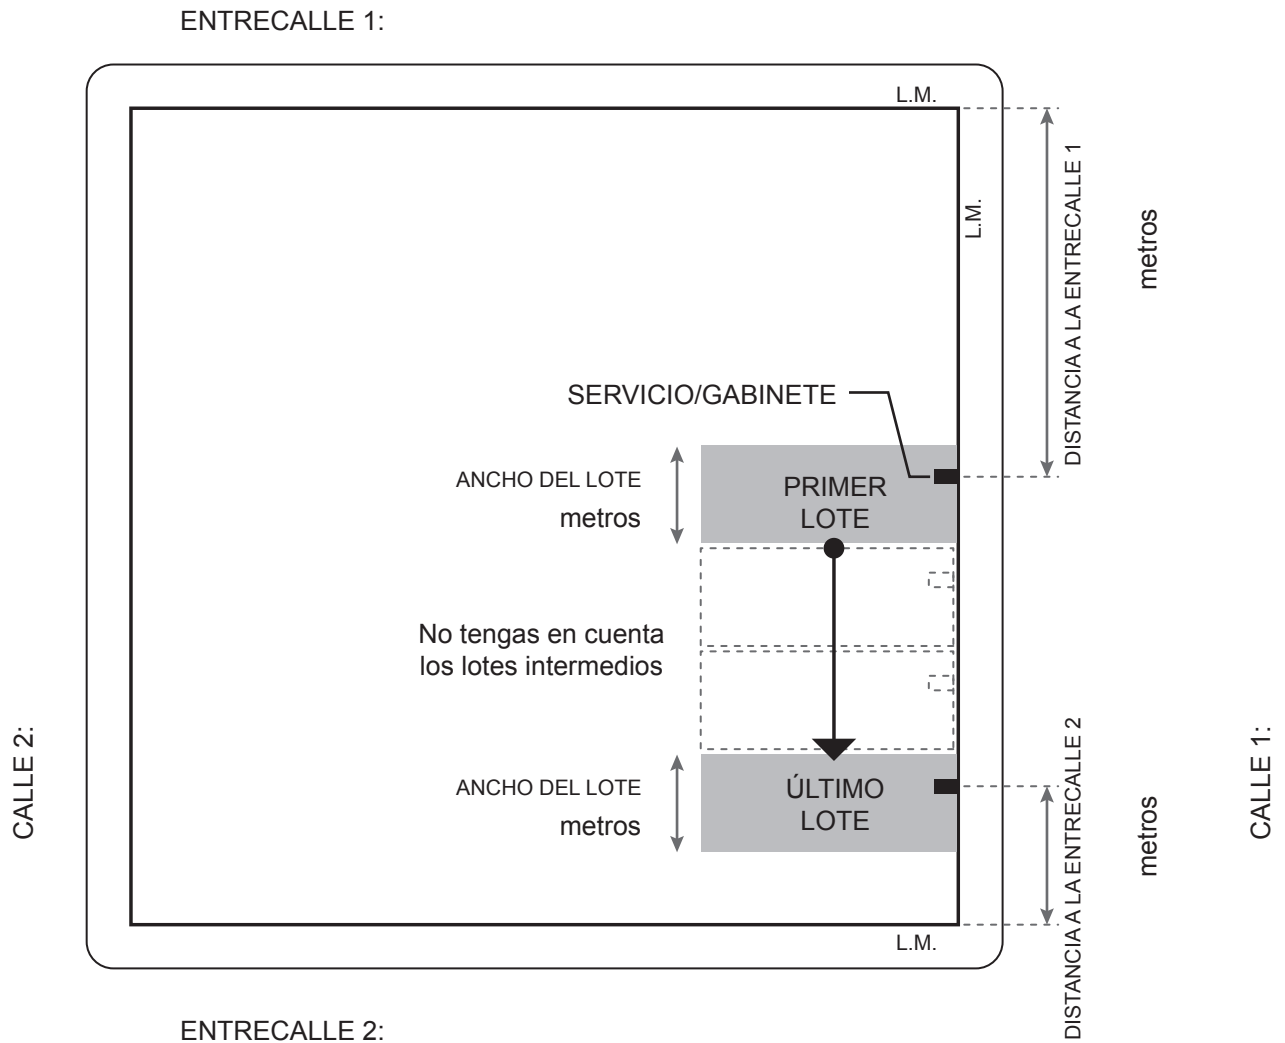 ENTRECALLE 1:
L.M.
L.M.
DISTANCIA A LA ENTRECALLE 1
metros
SERVICIO/GABINETE
ANCHO DEL LOTE
metros
PRIMER
LOTE
No tengas en cuenta
los lotes intermedios
CALLE 2:
ANCHO DEL LOTE
metros
ÚLTIMO
LOTE
DISTANCIA A LA ENTRECALLE 2
metros
CALLE 1:
L.M.
ENTRECALLE 2: